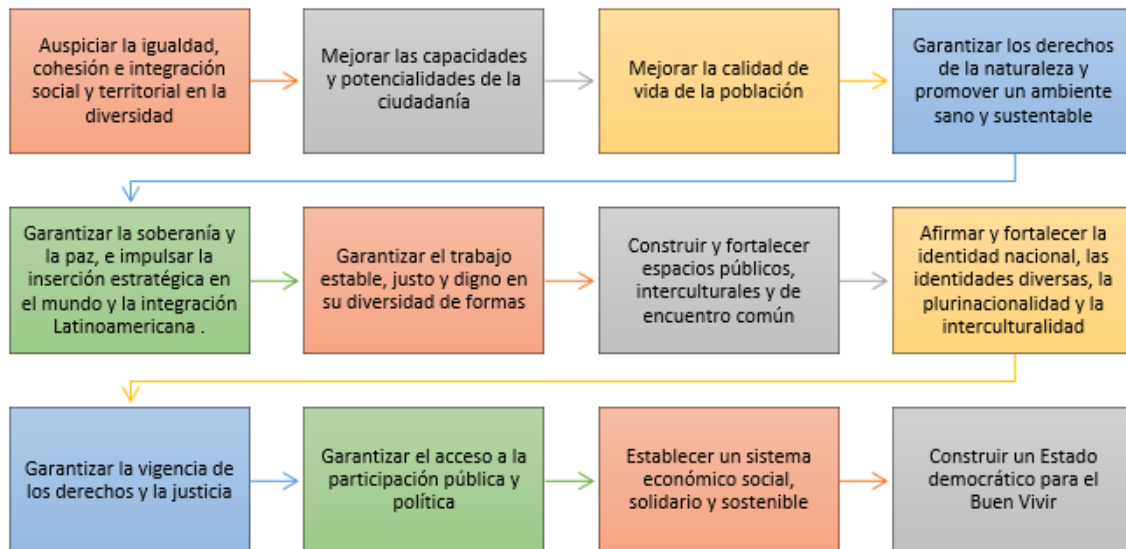 Auspiciar la igualdad,
cohesión e integración
social y territorial en la
diversidad
Mejorar las capacidades
y potencialidades de la
ciudadanía
Mejorar la calidad de
vida de la población
Garantizar los derechos
de la naturaleza y
promover un ambiente
sano y sustentable
Garantizar la soberanía y
la paz, e impulsar la
inserción estratégica en
el mundo y la integración
Latinoamericana .
Garantizar el trabajo
estable, justo y digno en
su diversidad de formas
Construir y fortalecer
espacios públicos,
interculturales y de
encuentro común
Afirmar y fortalecer la
identidad nacional, las
identidades diversas, la
plurinacionalidad y la
interculturalidad
Garantizar la vigencia de
los derechos y la justicia
Garantizar el acceso a la
participación pública y
política
Establecer un sistema
económico social,
solidario y sostenible
Construir un Estado
democrático para el
Buen Vivir